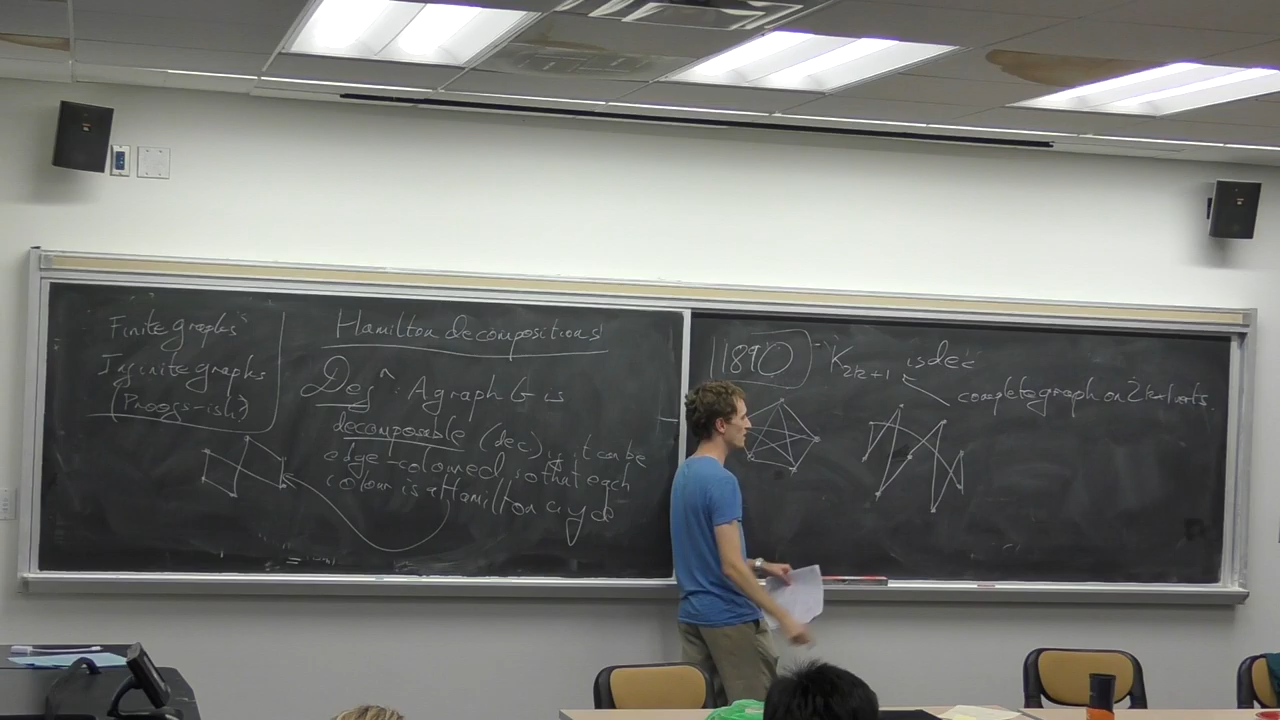 Finite graphs
Infinite graphs
(Proofs-ish?)
Hamilton decompositions
Defⁿ: A graph G is
decomposable (dec) if it can be
edge-coloured so that each
colour is a Hamilton cycle
1890
K₂ₖ₊₁ is dec
complete graph on 2k+1 verts.